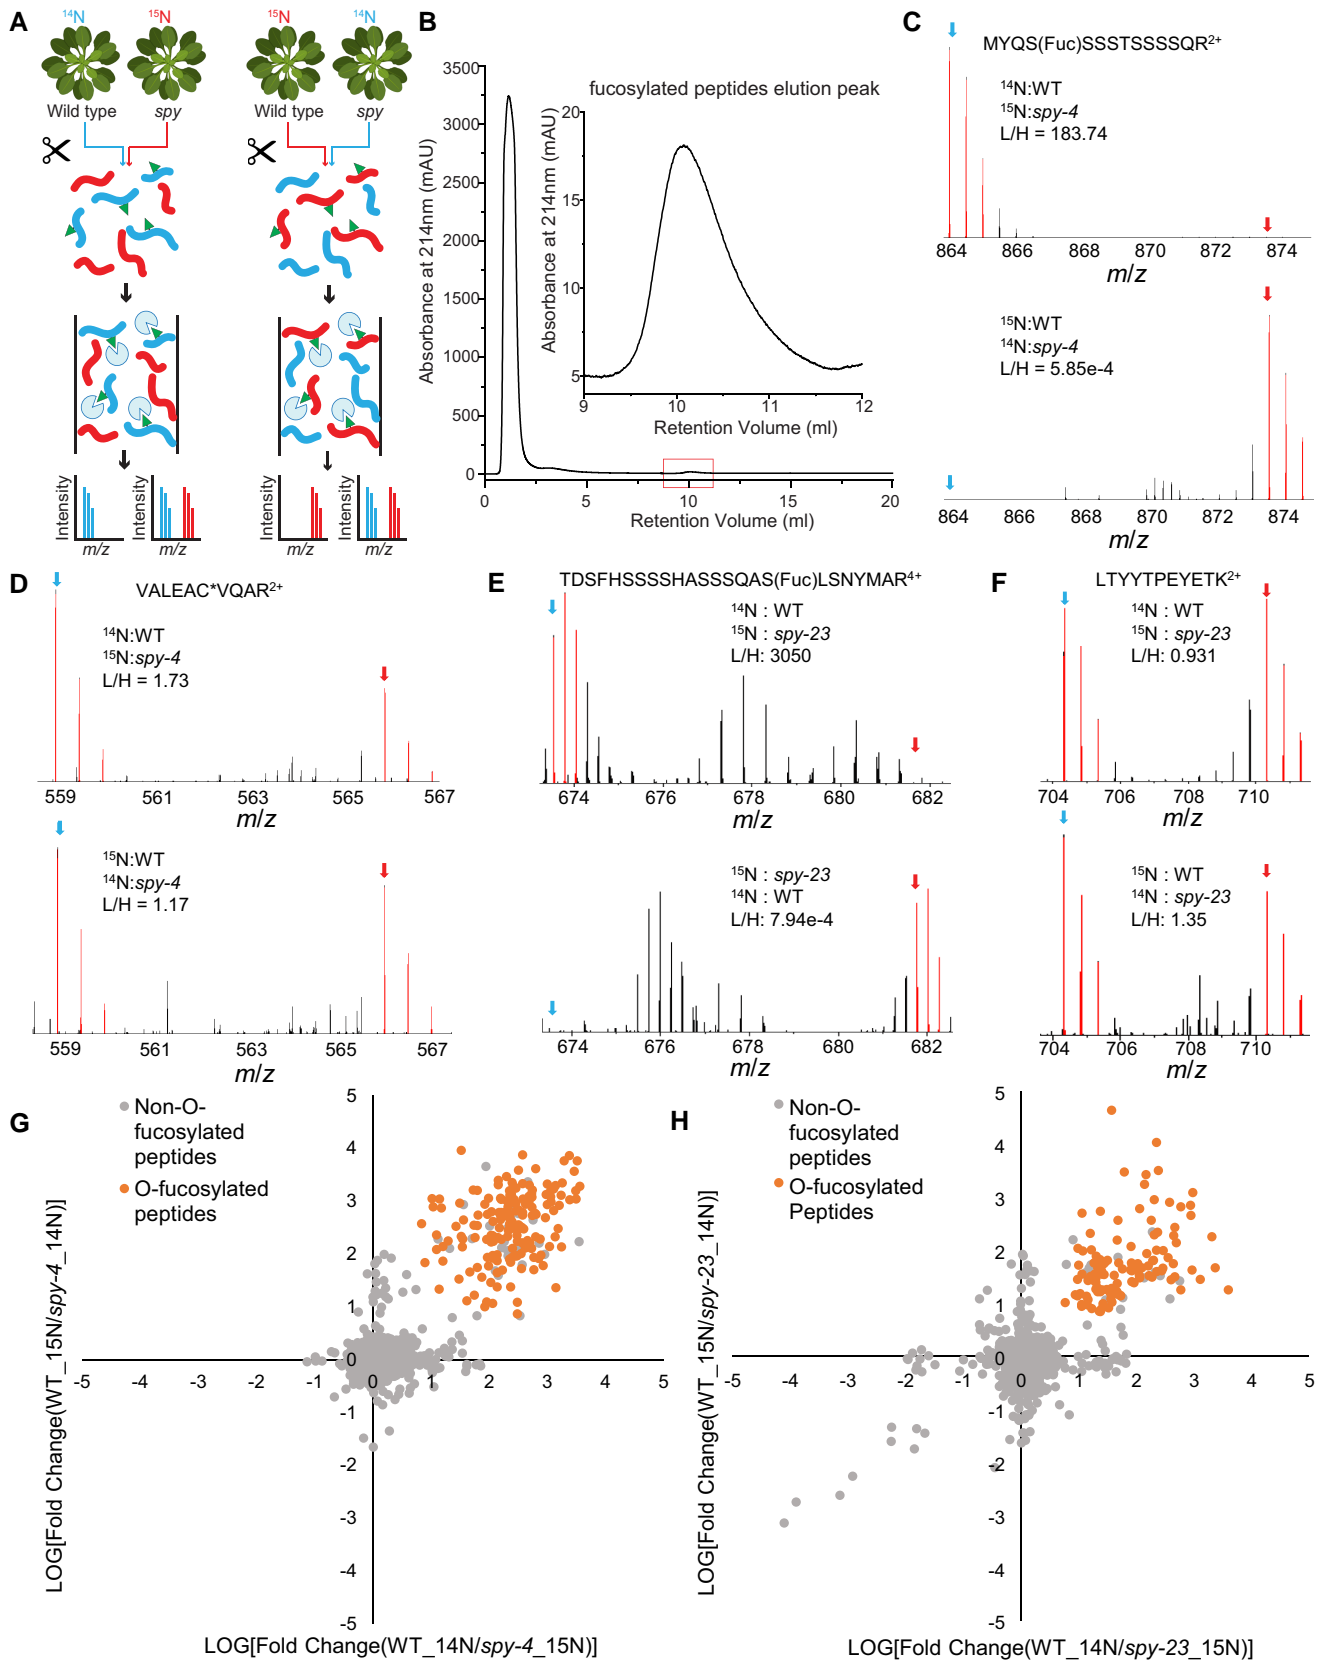 A
¹⁴N
¹⁵N
¹⁵N
¹⁴N
Wild type
spy
Wild type
spy
Intensity
m/z
Intensity
m/z
Intensity
m/z
Intensity
m/z
B
Absorbance at 214nm (mAU)
3500
3000
2500
2000
1500
1000
500
0
0
5
10
15
20
Retention Volume (ml)
fucosylated peptides elution peak
Absorbance at 214nm (mAU)
20
15
10
5
9
10
11
12
Retention Volume (ml)
C
MYQS(Fuc)SSSTSSSSQR²⁺
¹⁴N:WT
¹⁵N:spy-4
L/H = 183.74
864
866
868
870
872
874
m/z
¹⁵N:WT
¹⁴N:spy-4
L/H = 5.85e-4
864
866
868
870
872
874
m/z
D
VALEAC*VQAR²⁺
¹⁴N:WT
¹⁵N:spy-4
L/H = 1.73
559
561
563
565
567
m/z
¹⁵N:WT
¹⁴N:spy-4
L/H = 1.17
559
561
563
565
567
m/z
E
TDSFHSSSSHASSSQAS(Fuc)LSNYMAR⁴⁺
¹⁴N : WT
¹⁵N : spy-23
L/H: 3050
674
676
678
680
682
m/z
¹⁵N : spy-23
¹⁴N : WT
L/H: 7.94e-4
674
676
678
680
682
m/z
F
LTYYTPEYETK²⁺
¹⁴N : WT
¹⁵N : spy-23
L/H: 0.931
704
706
708
710
m/z
¹⁵N : WT
¹⁴N : spy-23
L/H: 1.35
704
706
708
710
m/z
G
Non-O-
fucosylated
peptides
O-fucosylated
peptides
LOG[Fold Change(WT_15N/spy-4_14N)]
5
4
3
2
1
0
-1
-2
-3
-4
-5
-5
-4
-3
-2
-1
0
1
2
3
4
5
LOG[Fold Change(WT_14N/spy-4_15N)]
H
Non-O-
fucosylated
peptides
O-fucosylated
Peptides
LOG[Fold Change(WT_15N/spy-23_14N)]
5
4
3
2
1
0
-1
-2
-3
-4
-5
-5
-4
-3
-2
-1
0
1
2
3
4
5
LOG[Fold Change(WT_14N/spy-23_15N)]